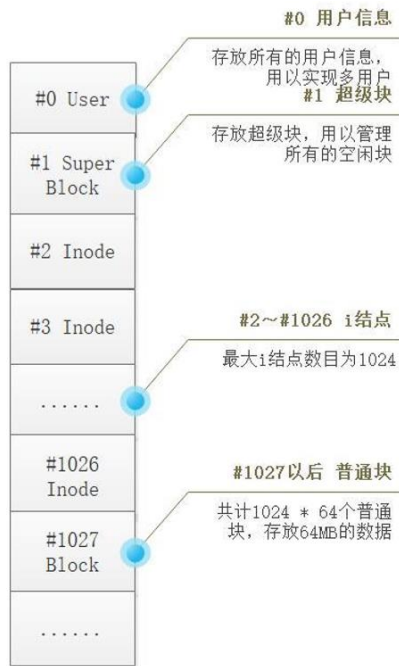 #0 用户信息
存放所有的用户信息,
用以实现多用户
#0 User
#1 超级块
存放超级块, 用以管理
所有的空闲块
#1 Super
Block
#2 Inode
#3 Inode
#2～#1026 i结点
最大i结点数目为1024
......
#1026
Inode
#1027以后 普通块
共计1024 * 64个普通
块, 存放64MB的数据
#1027
Block
......